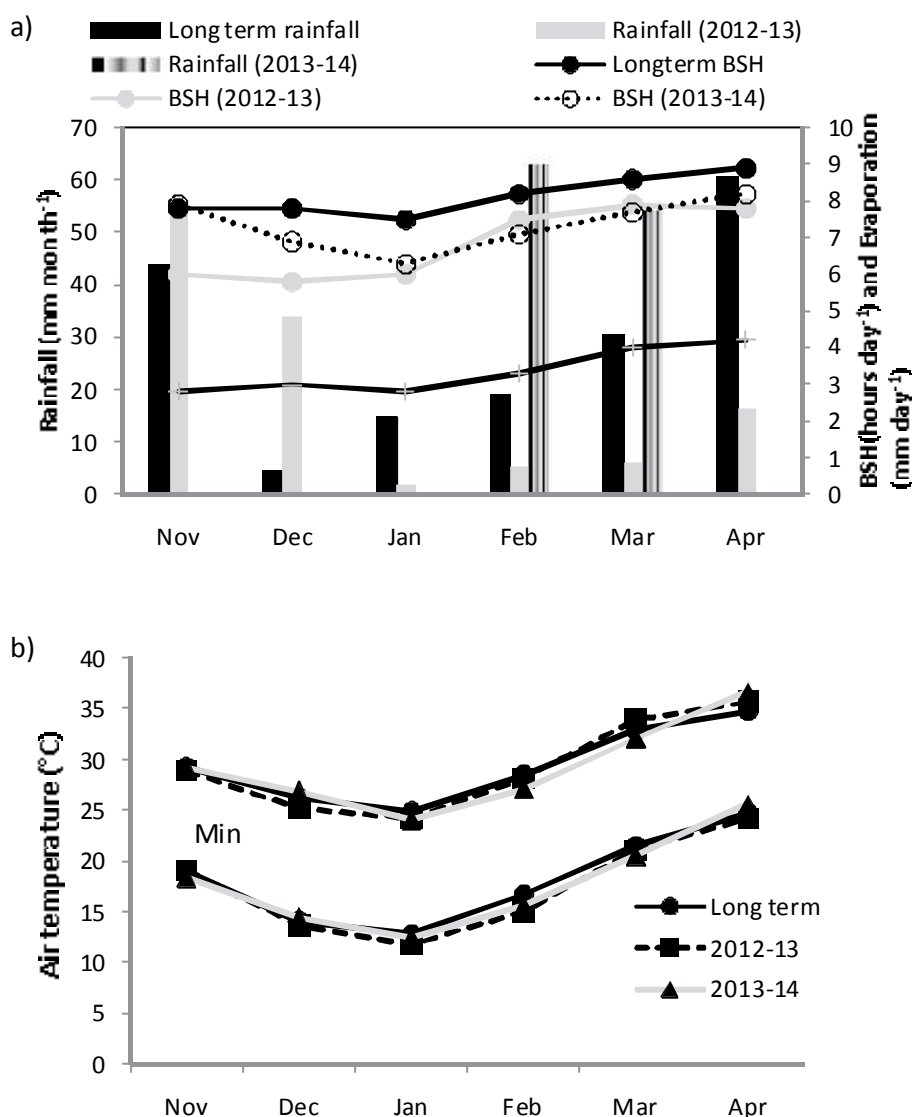 a)
Long term rainfall
Rainfall (2012-13)
Rainfall (2013-14)
Longterm BSH
BSH (2012-13)
BSH (2013-14)
70
60
50
40
30
20
10
0
Rainfall (mm month⁻¹)
10
9
8
7
6
5
4
3
2
1
0
BSH(hours day⁻¹) and Evaporation
(mm day⁻¹)
Nov Dec Jan Feb Mar Apr
b)
40
35
30
25
20
15
10
5
0
Air temperature (°C)
Min
Long term
2012-13
2013-14
Nov Dec Jan Feb Mar Apr